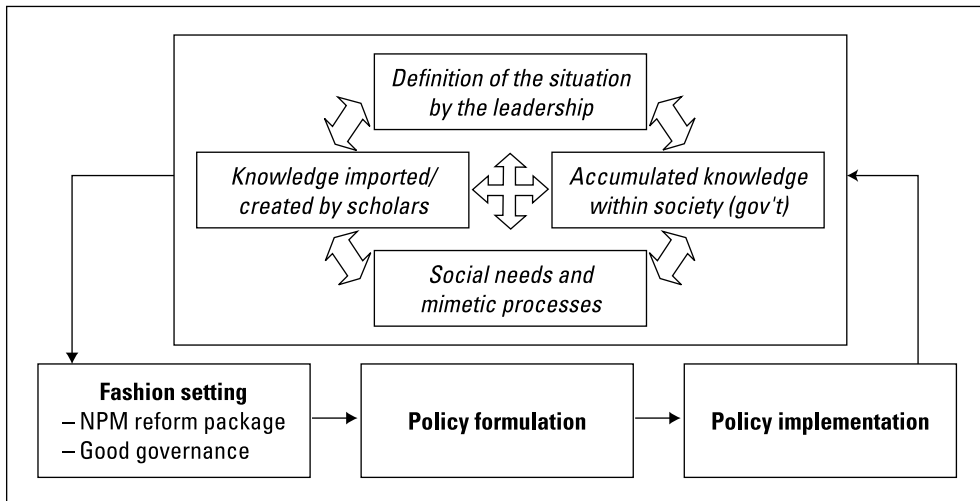 Definition of the situation
by the leadership
Knowledge imported/
created by scholars
Accumulated knowledge
within society (gov't)
Social needs and
mimetic processes
Fashion setting
– NPM reform package
– Good governance
Policy formulation
Policy implementation